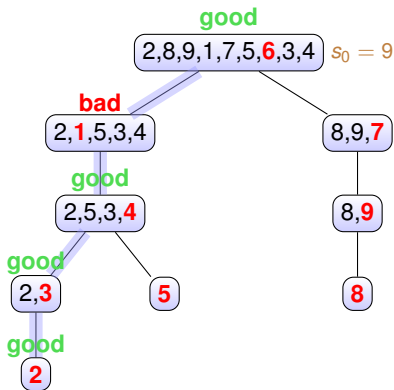 good
2,8,9,1,7,5,6,3,4 s₀ = 9
bad
2,1,5,3,4 8,9,7
good
2,5,3,4 8,9
good
2,3 5 8
good
2